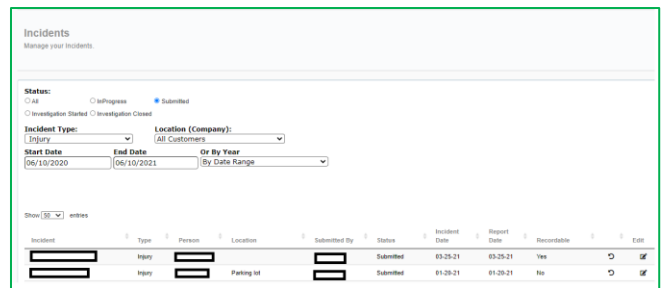 Incidents
Manage your Incidents.
Status:
All InProgress Submitted
Investigation Started Investigation Closed
Incident Type: Location (Company):
Injury All Customers
Start Date End Date Or By Year
06/10/2020 06/10/2021 By Date Range
Show 50 entries
Incident Type Person Location Submitted By Status Incident Date Report Date Recordable Edit
Injury Submitted 03-25-21 03-25-21 Yes
Injury Parking lot Submitted 01-20-21 01-20-21 No